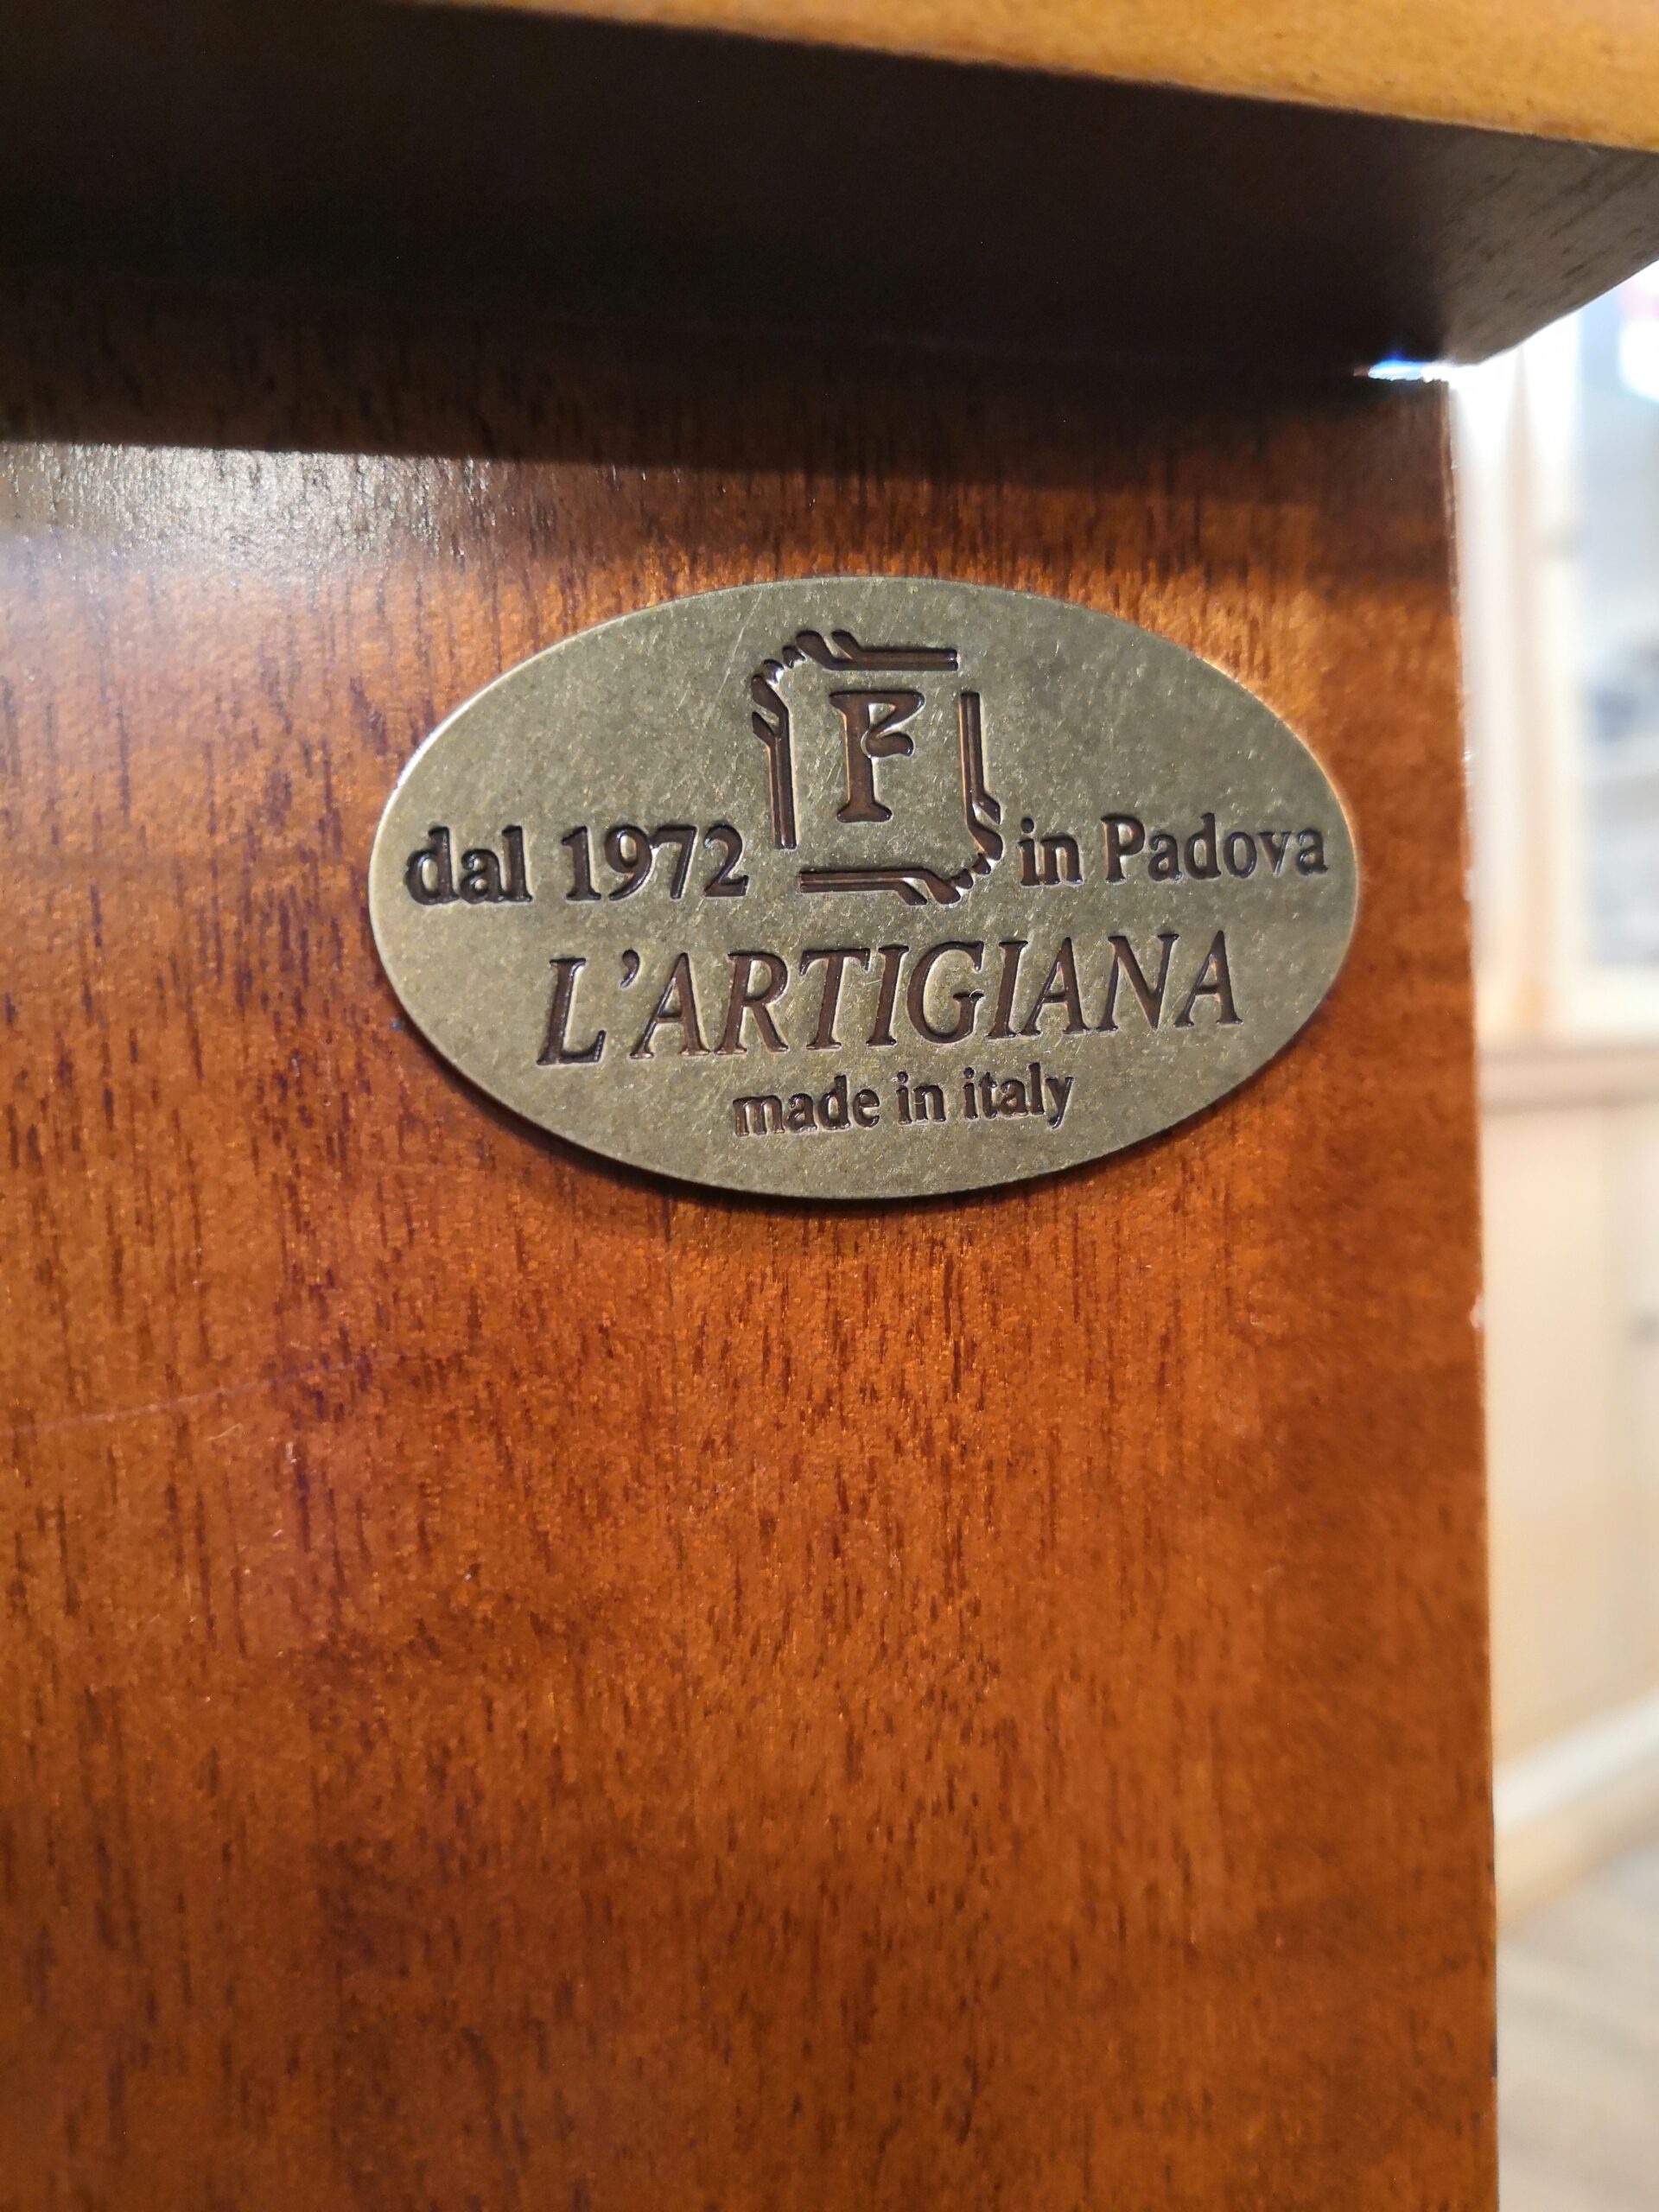 F
dal 1972 in Padova
L'ARTIGIANA
made in italy